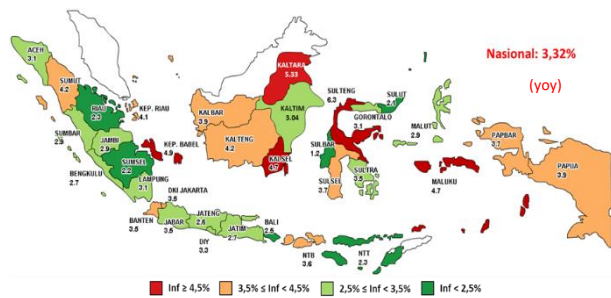 Nasional: 3,32%
(yoy)
ACEH
3.1
SUMUT
4.2
RIAU
2.3
KEP. RIAU
4.1
SUMBAR
2.9
JAMBI
2.9
KEP. BABEL
4.9
SUMSEL
2.2
BENGKULU
2.7
LAMPUNG
3.1
DKI JAKARTA
3.5
BANTEN
3.5
JABAR
3.5
JATENG
2.6
DIY
3.3
JATIM
2.7
BALI
2.5
NTB
3.6
NTT
2.3
KALBAR
3.9
KALTENG
4.2
KALSEL
4.7
KALTIM
3.04
KALTARA
5.33
SULTENG
6.3
SULUT
2.1
GORONTALO
3.1
SULBAR
1.2
SULSEL
3.7
SULTRA
3.5
MALUT
2.9
MALUKU
4.7
PAPBAR
3.7
PAPUA
3.9
Inf ≥ 4,5%
3,5% ≤ Inf < 4,5%
2,5% ≤ Inf < 3,5%
Inf < 2,5%